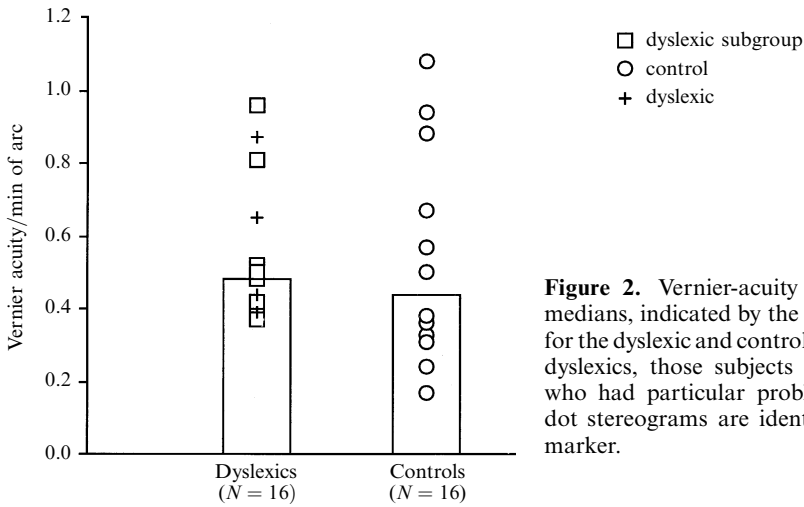 1.2
1.0
0.8
0.6
0.4
0.2
0.0
Vernier acuity/min of arc
Dyslexics
(N = 16)
Controls
(N = 16)
dyslexic subgroup
control
dyslexic
Figure 2. Vernier-acuity
medians, indicated by the
for the dyslexic and control
dyslexics, those subjects
who had particular prob
dot stereograms are ident
marker.